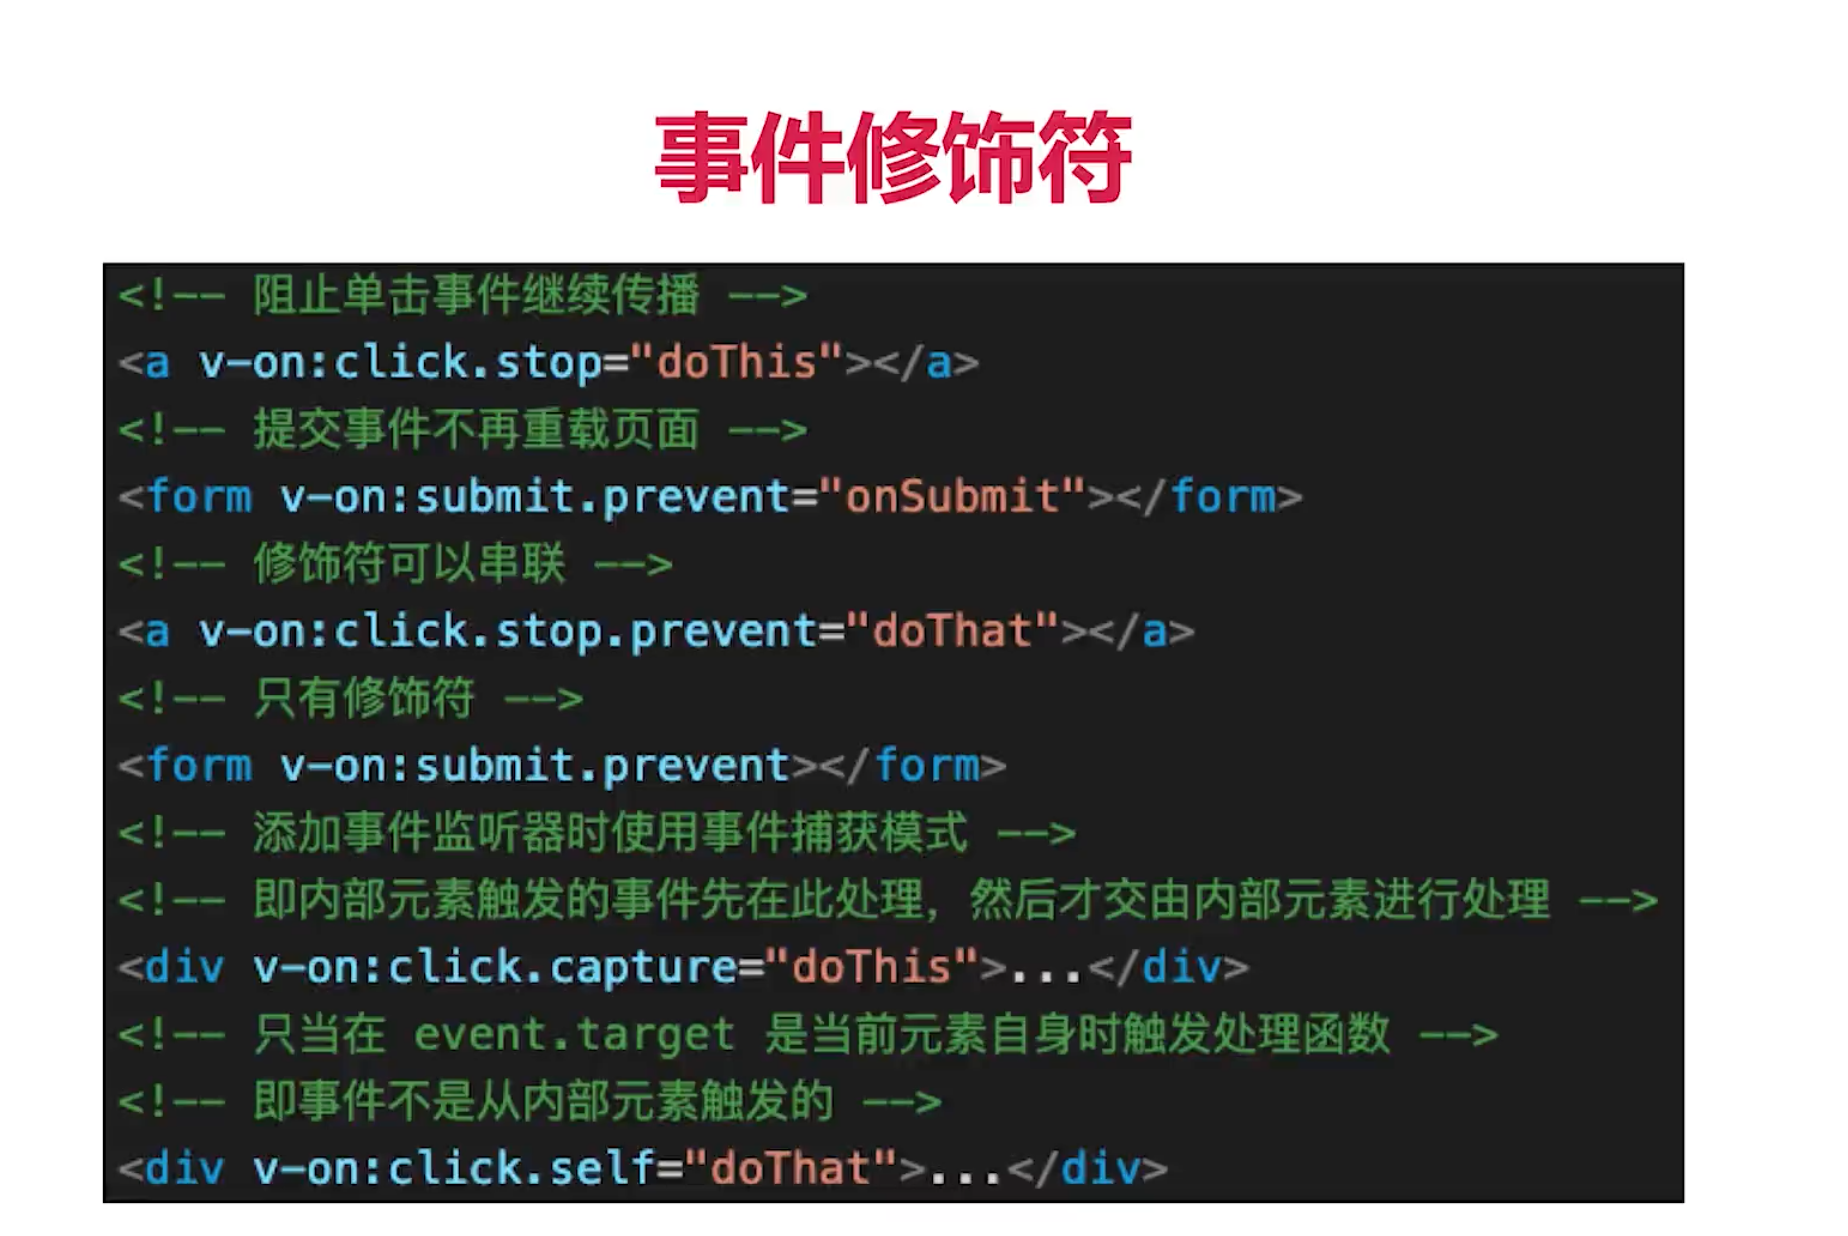 事件修饰符
<!-- 阻止单击事件继续传播 -->
<a v-on:click.stop="doThis"></a>
<!-- 提交事件不再重载页面 -->
<form v-on:submit.prevent="onSubmit"></form>
<!-- 修饰符可以串联 -->
<a v-on:click.stop.prevent="doThat"></a>
<!-- 只有修饰符 -->
<form v-on:submit.prevent></form>
<!-- 添加事件监听器时使用事件捕获模式 -->
<!-- 即内部元素触发的事件先在此处理，然后才交由内部元素进行处理 -->
<div v-on:click.capture="doThis">...</div>
<!-- 只当在 event.target 是当前元素自身时触发处理函数 -->
<!-- 即事件不是从内部元素触发的 -->
<div v-on:click.self="doThat">...</div>